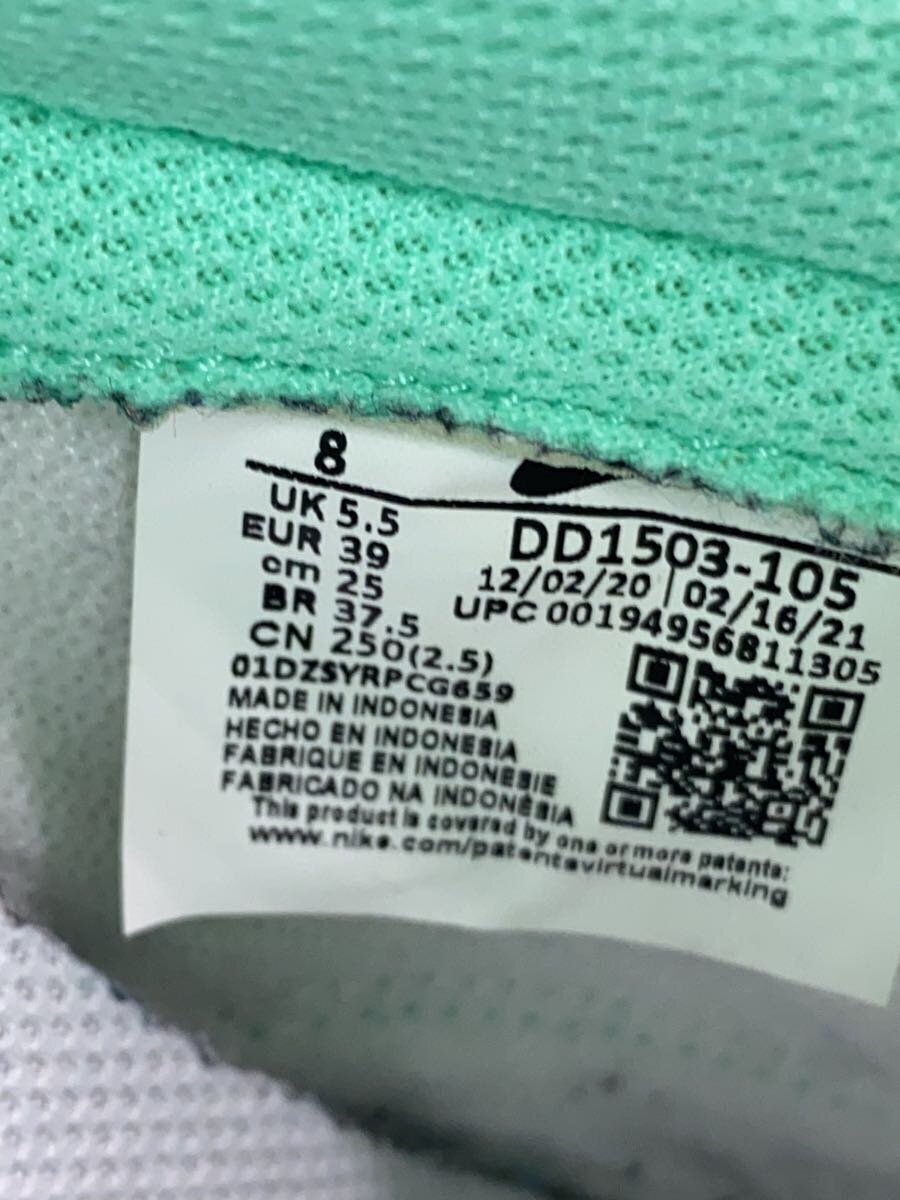 8
UK 5.5
EUR 39
cm 25
BR 37.5
CN 250(2.5)
DD1503-105
12/02/20 | 02/16/21
UPC 00194956811305
01DZSYRPCG659
MADE IN INDONESIA
HECHO EN INDONESIA
FABRIQUE EN INDONESIE
FABRICADO NA INDONÉSIA
This product is covered by one or more patents:
www.nike.com/patentsvirtualmarking